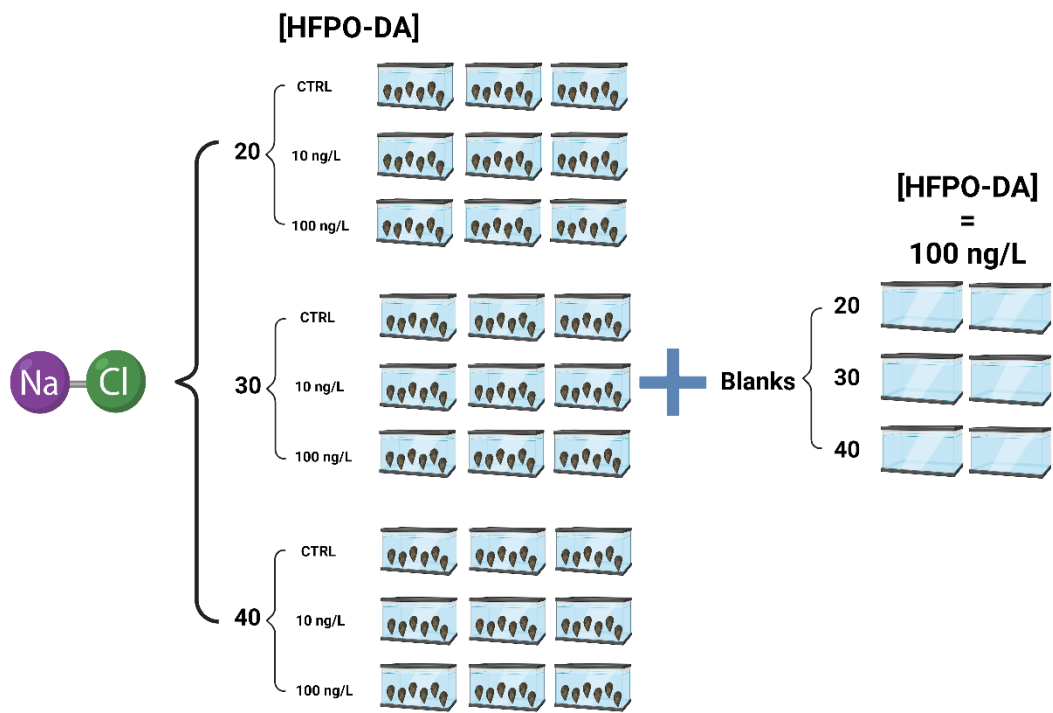 [HFPO-DA]
CTRL
20
10 ng/L
100 ng/L
CTRL
30
10 ng/L
100 ng/L
CTRL
40
10 ng/L
100 ng/L
Na
Cl
Blanks
[HFPO-DA]
=
100 ng/L
20
30
40